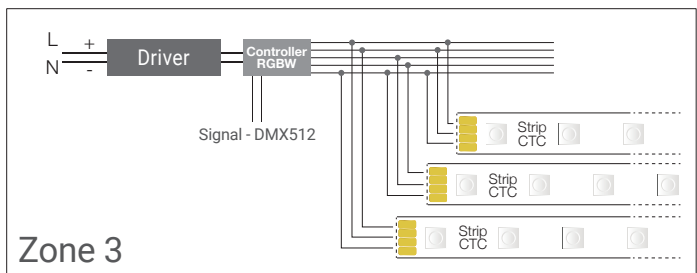 L +
N -
Driver
Controller
RGBW
Signal - DMX512
Strip
CTC
Strip
CTC
Strip
CTC
Zone 3